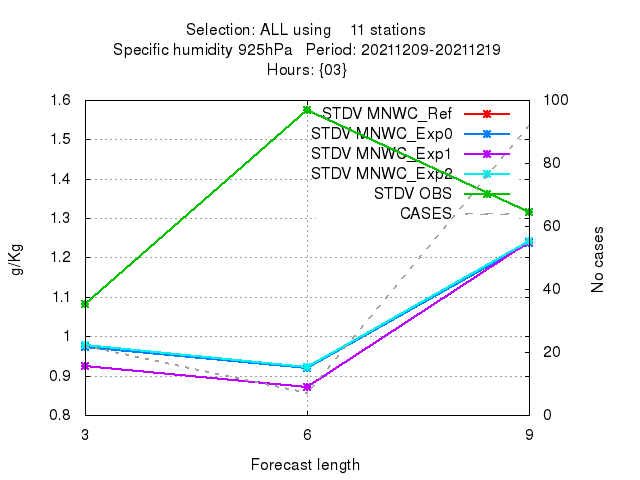 Selection: ALL using    11 stations
Specific humidity 925hPa   Period: 20211209-20211219
Hours: {03}
1.6
1.5
1.4
1.3
1.2
1.1
1
0.9
0.8
g/Kg
STDV MNWC_Ref
STDV MNWC_Exp0
STDV MNWC_Exp1
STDV MNWC_Exp2
STDV OBS
CASES
100
80
60
40
20
0
No cases
3 6 9
Forecast length